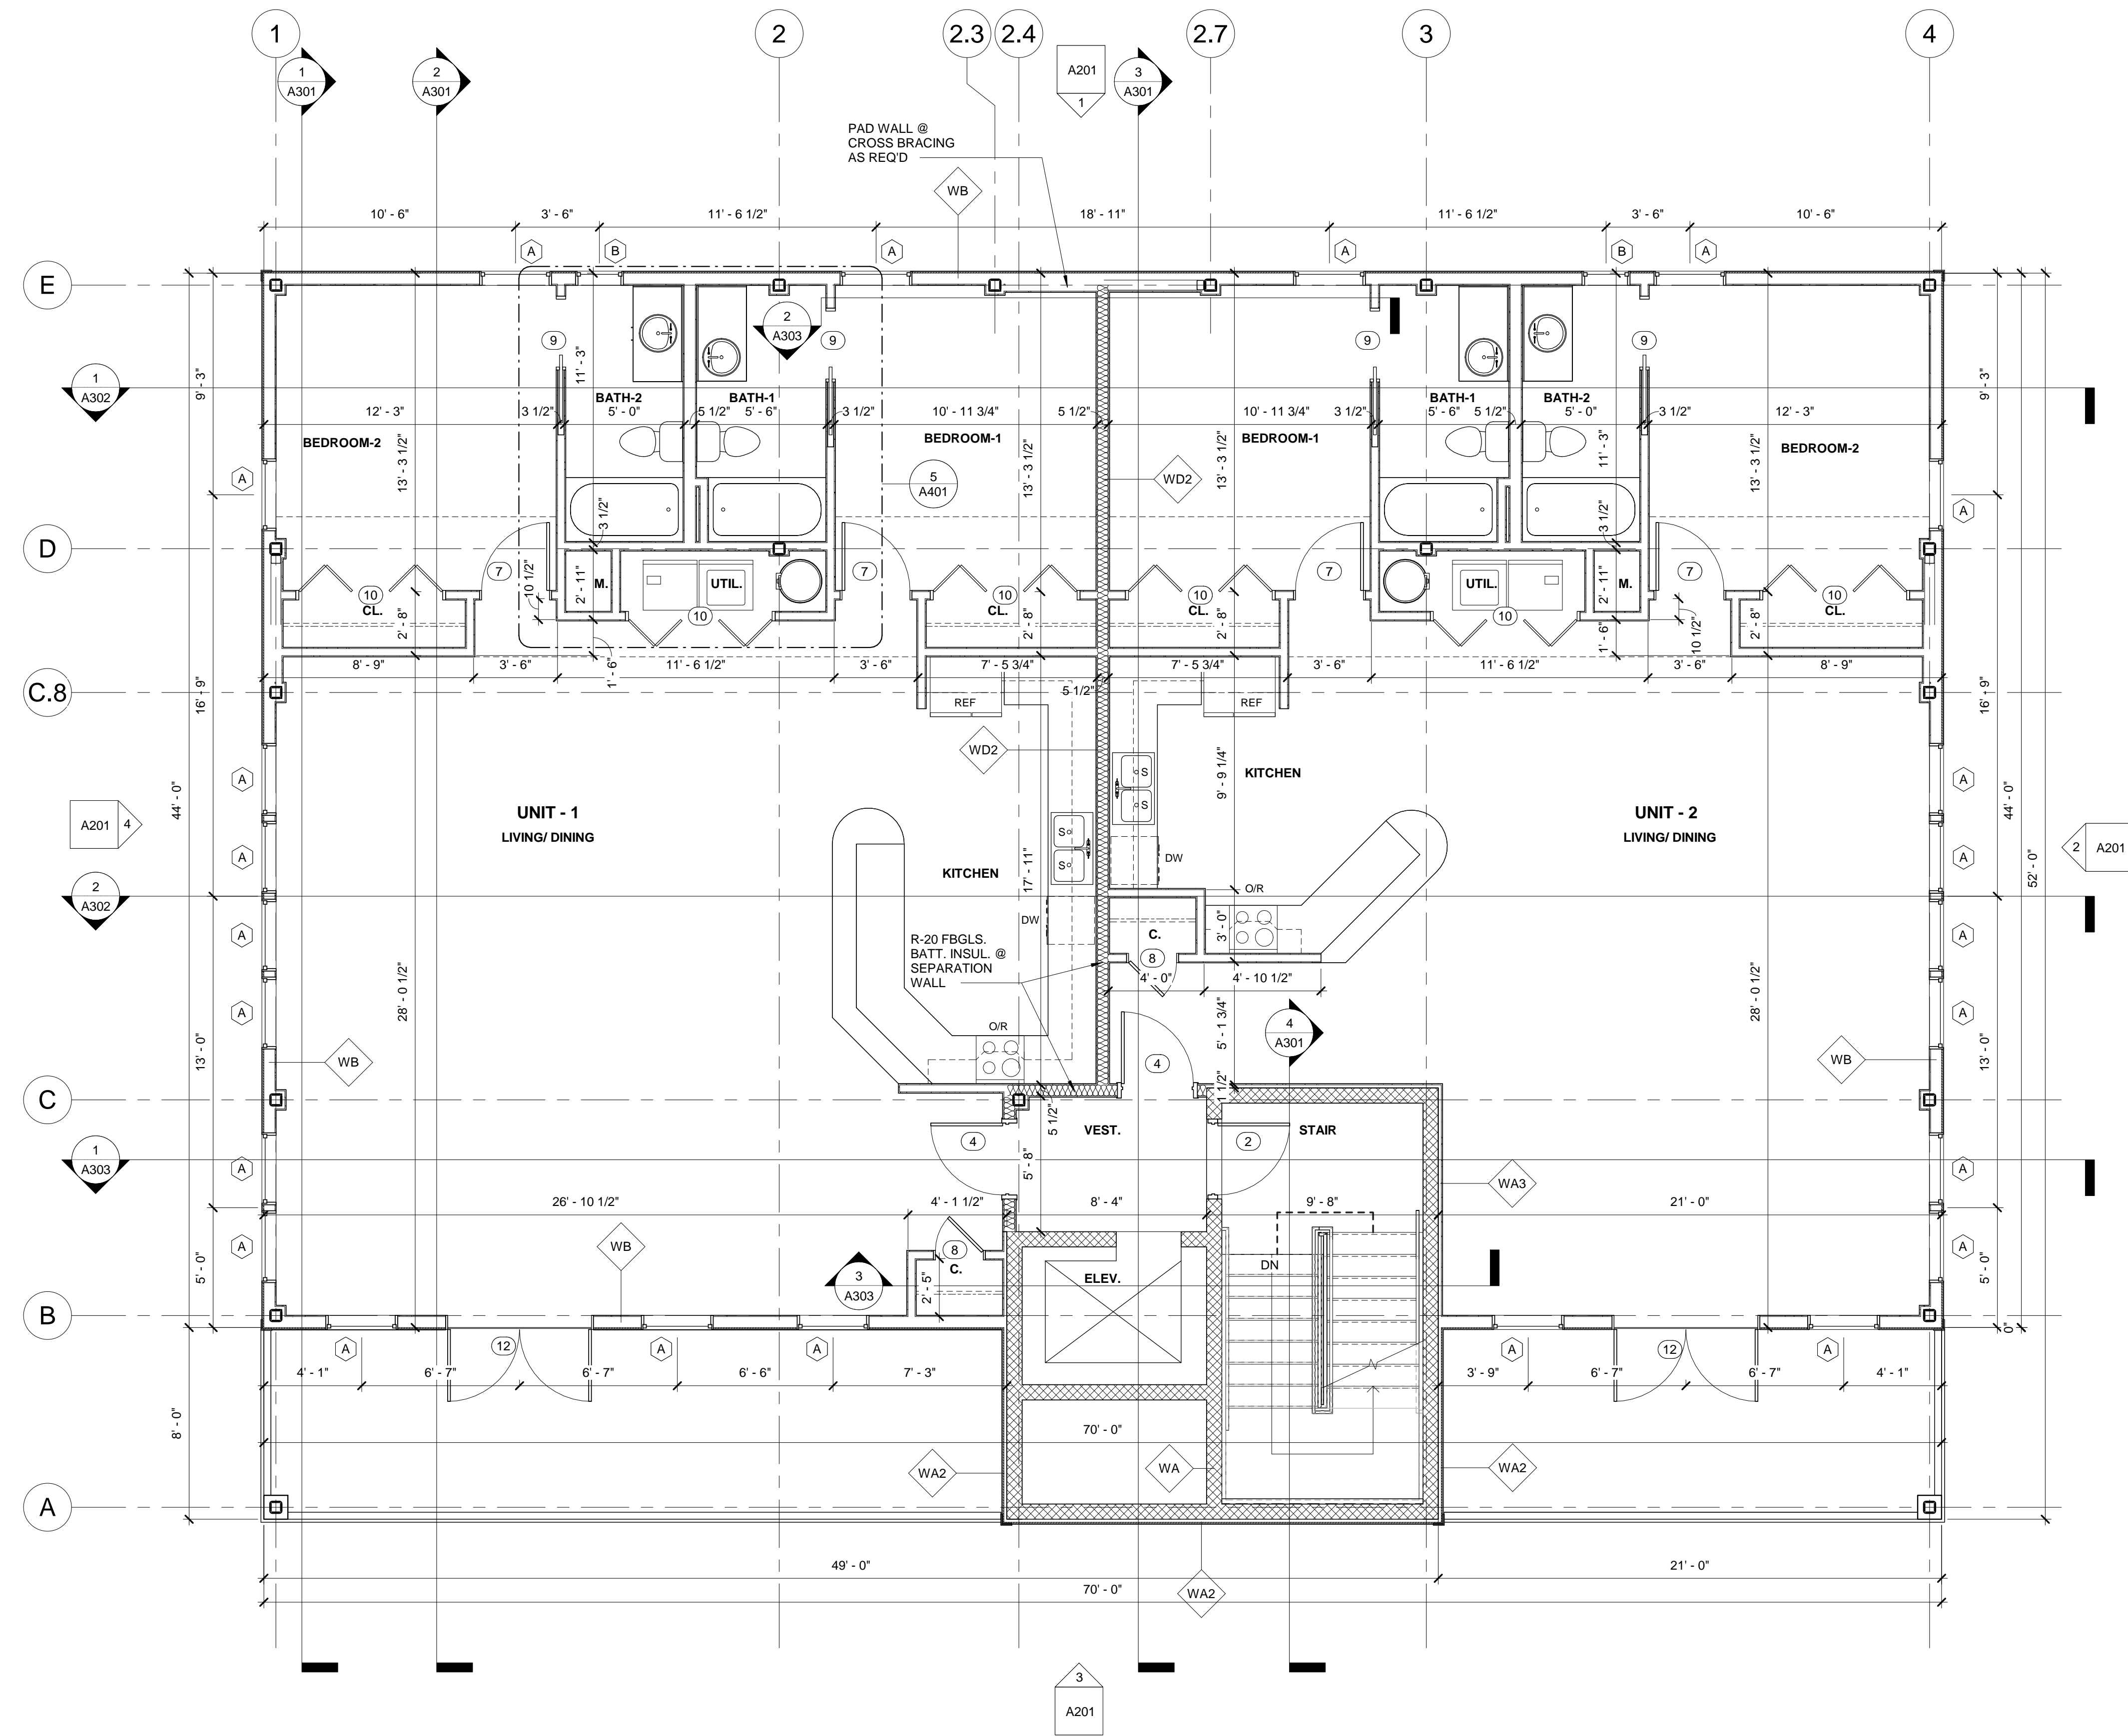 1
2
2.3
2.4
2.7
3
4
1
A301
2
A301
A201
1
3
A301
PAD WALL @
CROSS BRACING
AS REQ'D
WB
10' - 6"
3' - 6"
11' - 6 1/2"
18' - 11"
11' - 6 1/2"
3' - 6"
10' - 6"
A
B
A
A
B
A
E
2
A303
9
9
9
9
11' - 3"
9' - 3"
9' - 3"
1
A302
BATH-2
BATH-1
BATH-1
BATH-2
12' - 3"
3 1/2"
5' - 0"
5 1/2"
5' - 6"
3 1/2"
10' - 11 3/4"
5 1/2"
10' - 11 3/4"
3 1/2"
5' - 6"
5 1/2"
5' - 0"
3 1/2"
12' - 3"
BEDROOM-2
BEDROOM-1
BEDROOM-1
BEDROOM-2
13' - 3 1/2"
13' - 3 1/2"
13' - 3 1/2"
11' - 3"
13' - 3 1/2"
A
5
A401
WD2
A
3 1/2"
3 1/2"
D
7
7
7
7
10 1/2"
2' - 11"
M.
UTIL.
UTIL.
2' - 11"
M.
10
CL.
10
10
CL.
10
CL.
10
10
CL.
2' - 8"
2' - 8"
2' - 8"
1' - 6"
10 1/2"
2' - 8"
8' - 9"
3' - 6"
1' - 6"
11' - 6 1/2"
3' - 6"
7' - 5 3/4"
5 1/2"
7' - 5 3/4"
3' - 6"
11' - 6 1/2"
3' - 6"
8' - 9"
C.8
16' - 9"
16' - 9"
REF
REF
WD2
9' - 9 1/4"
KITCHEN
A
A
S
S
44' - 0"
44' - 0"
A201
4
UNIT - 1
LIVING/ DINING
UNIT - 2
LIVING/ DINING
2
A201
S
S
DW
A
A
KITCHEN
17' - 11"
52' - 0"
2
A302
O/R
DW
R-20 FBGLS.
BATT. INSUL. @
SEPARATION
WALL
C.
8
3' - 0"
4' - 0"
4' - 10 1/2"
A
A
A
A
28' - 0 1/2"
28' - 0 1/2"
O/R
4
A301
5' - 1 3/4"
13' - 0"
13' - 0"
WB
WB
4
1 1/2"
C
5 1/2"
VEST.
STAIR
4
2
5' - 8"
1
A303
A
A
WA3
26' - 10 1/2"
4' - 1 1/2"
8' - 4"
9' - 8"
21' - 0"
WB
8
C.
2' - 5"
3
A303
ELEV.
DN
A
A
5' - 0"
5' - 0"
B
0"
A
12
A
A
A
12
A
4' - 1"
6' - 7"
6' - 7"
6' - 6"
7' - 3"
3' - 9"
6' - 7"
6' - 7"
4' - 1"
8' - 0"
70' - 0"
WA2
WA
WA2
A
49' - 0"
21' - 0"
70' - 0"
WA2
3
A201